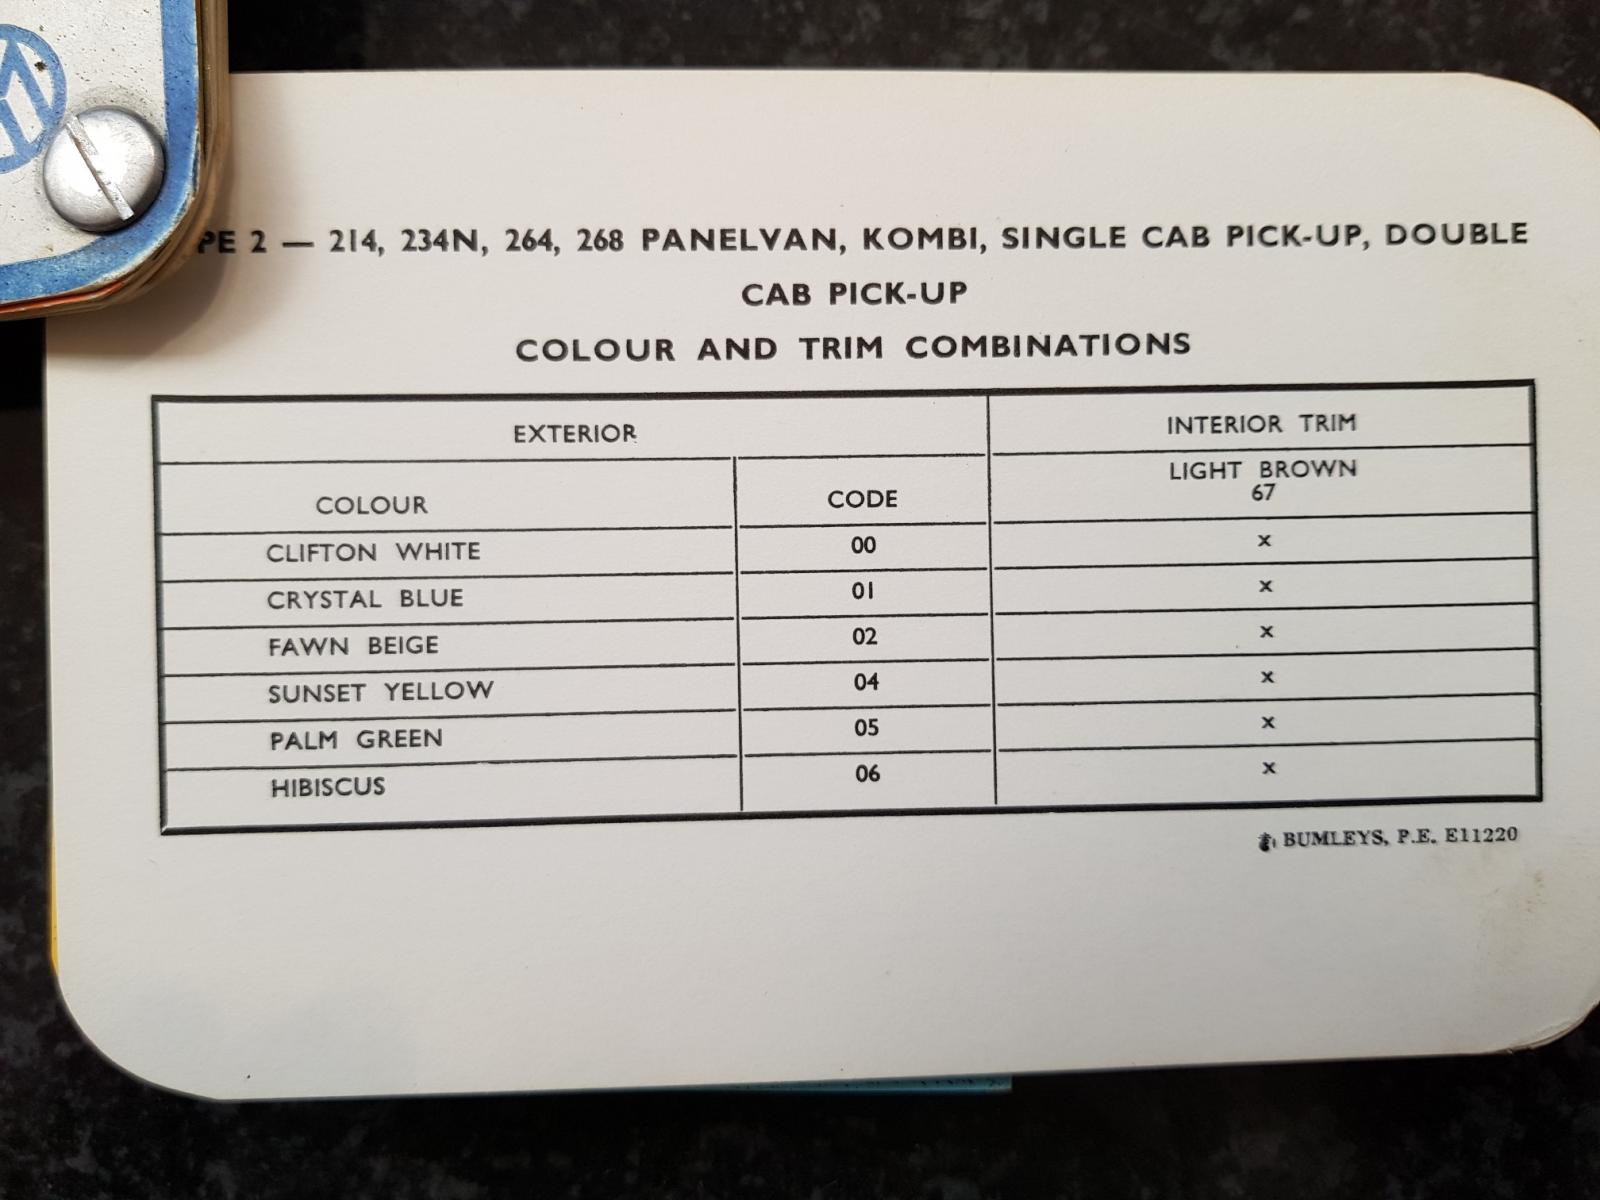 PE 2 — 214, 234N, 264, 268 PANELVAN, KOMBI, SINGLE CAB PICK-UP, DOUBLE
CAB PICK-UP
COLOUR AND TRIM COMBINATIONS
EXTERIOR INTERIOR TRIM
COLOUR CODE LIGHT BROWN
67
CLIFTON WHITE 00 x
CRYSTAL BLUE 01 x
FAWN BEIGE 02 x
SUNSET YELLOW 04 x
PALM GREEN 05 x
HIBISCUS 06 x
BUMLEYS, P.E. E11220